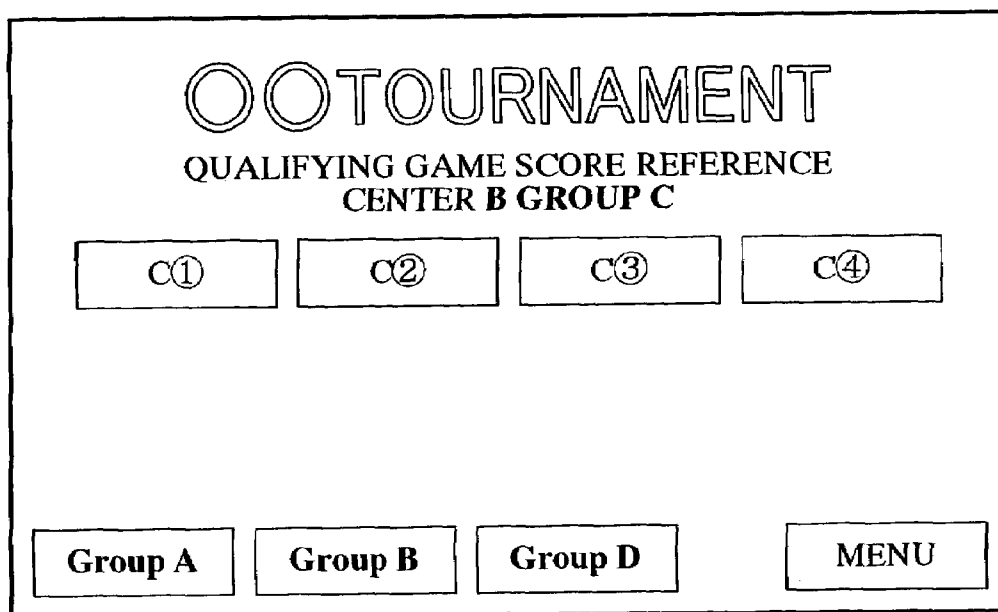 ○○TOURNAMENT
QUALIFYING GAME SCORE REFERENCE
CENTER B GROUP C
C① C② C③ C④
Group A Group B Group D MENU